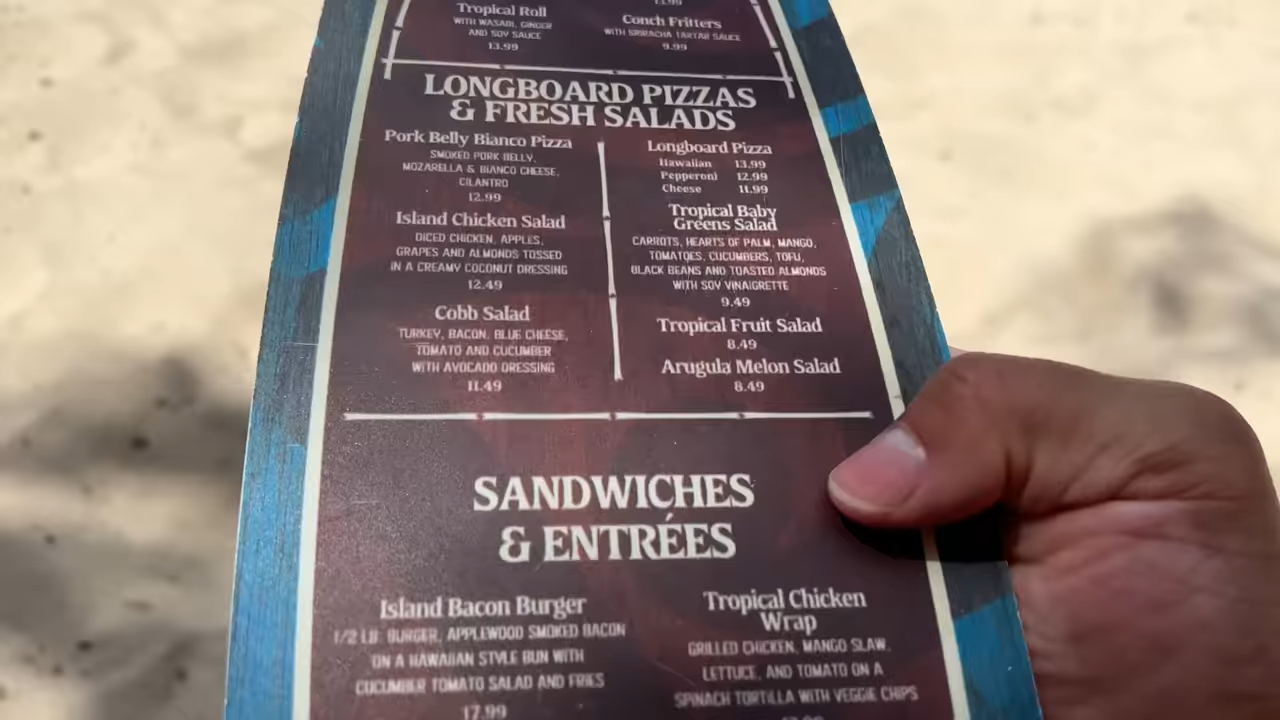 Tropical Roll
WITH WASABI, GINGER
AND SOY SAUCE
13.99
Conch Fritters
WITH SRIRACHA TARTAR SAUCE
9.99
LONGBOARD PIZZAS
& FRESH SALADS
Pork Belly Bianco Pizza
SMOKED PORK BELLY,
MOZARELLA & BIANCO CHEESE,
CILANTRO
12.99
Island Chicken Salad
DICED CHICKEN, APPLES,
GRAPES AND ALMONDS TOSSED
IN A CREAMY COCONUT DRESSING
12.49
Cobb Salad
TURKEY, BACON, BLUE CHEESE,
TOMATO AND CUCUMBER
WITH AVOCADO DRESSING
11.49
Longboard Pizza
Hawaiian 13.99
Pepperoni 12.99
Cheese 11.99
Tropical Baby
Greens Salad
CARROTS, HEARTS OF PALM, MANGO,
TOMATOES, CUCUMBERS, TOFU,
BLACK BEANS AND TOASTED ALMONDS
WITH SOY VINAIGRETTE
9.49
Tropical Fruit Salad
8.49
Arugula Melon Salad
8.49
SANDWICHES
& ENTRÉES
Island Bacon Burger
1/2 LB. BURGER, APPLEWOOD SMOKED BACON
ON A HAWAIIAN STYLE BUN WITH
CUCUMBER TOMATO SALAD AND FRIES
17.99
Tropical Chicken
Wrap
GRILLED CHICKEN, MANGO SLAW,
LETTUCE, AND TOMATO ON A
SPINACH TORTILLA WITH VEGGIE CHIPS